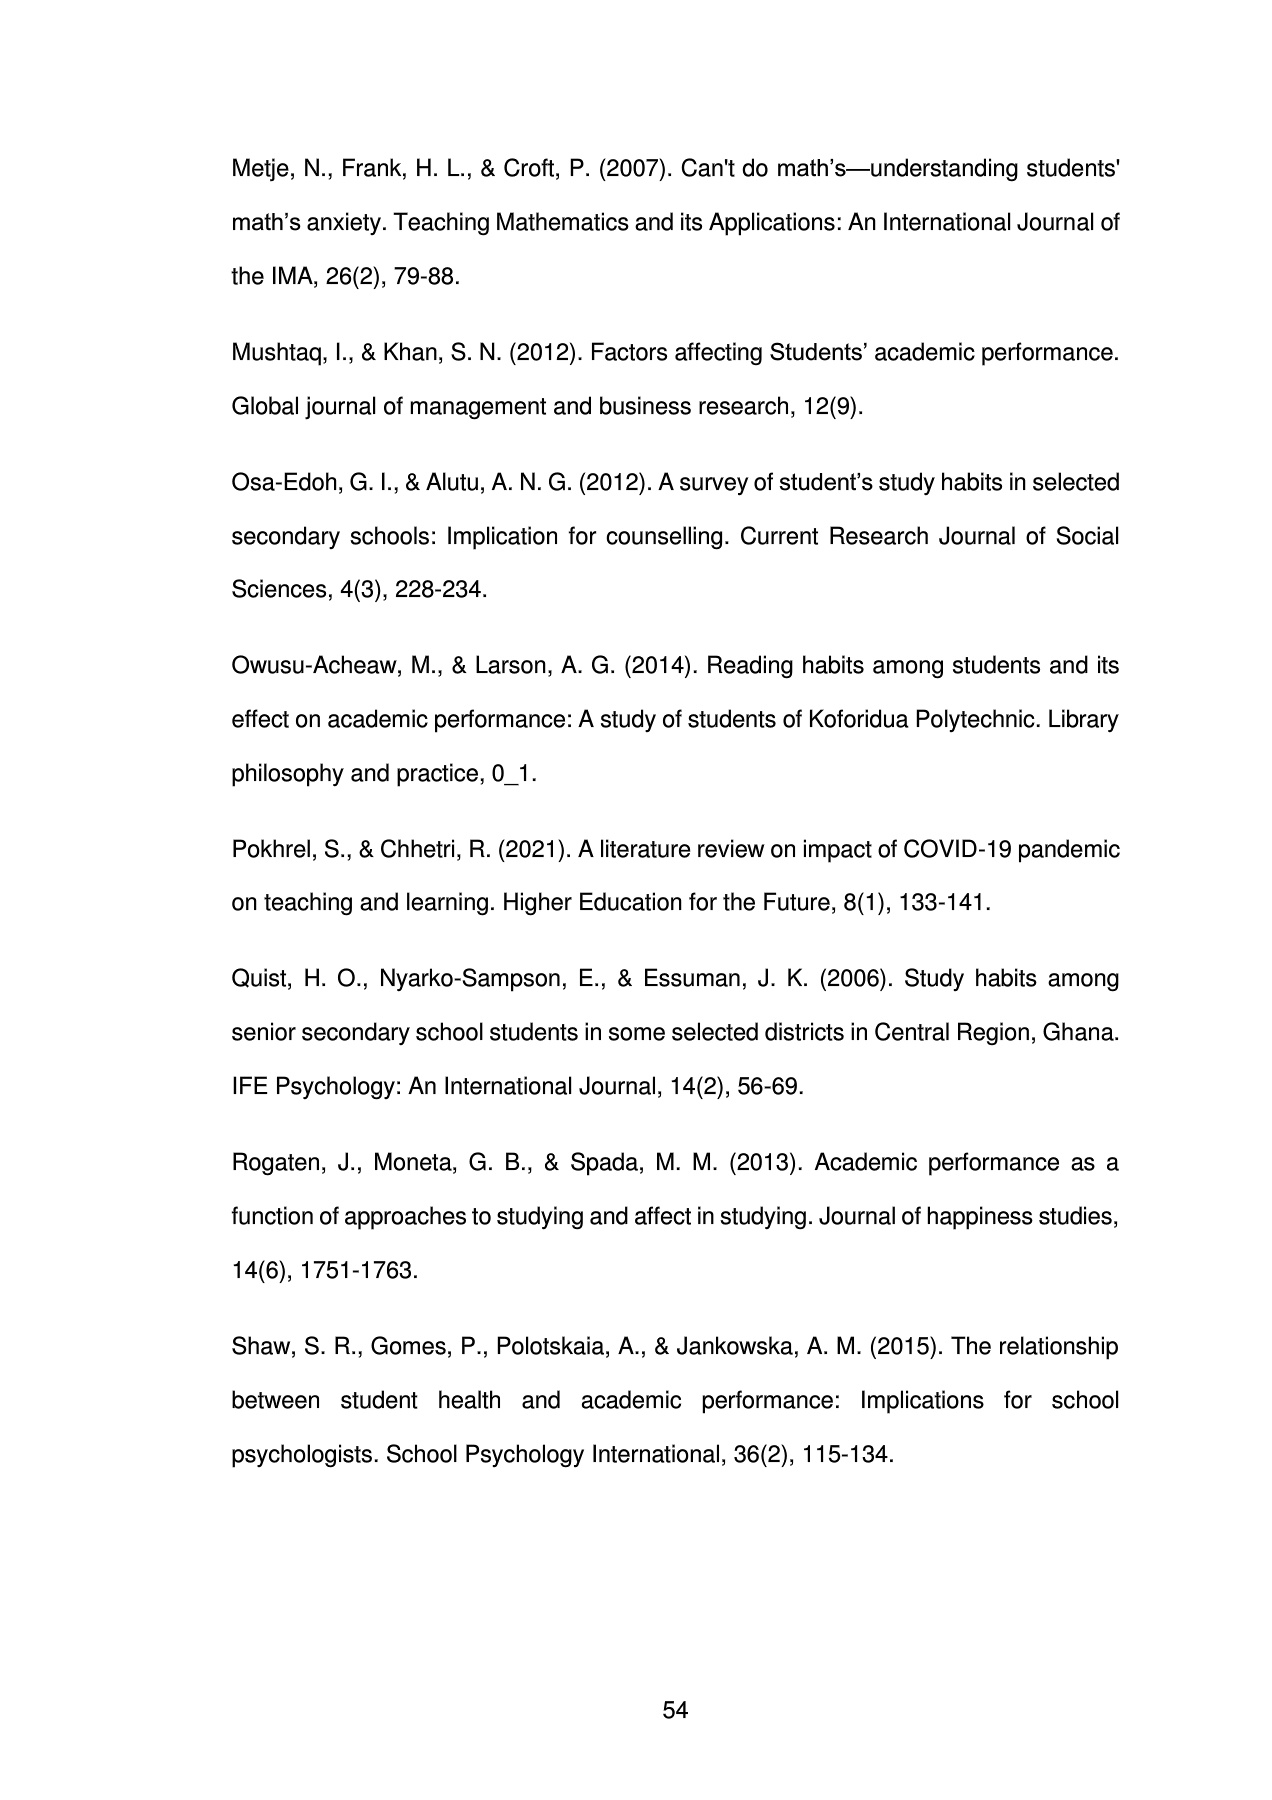 Metje, N., Frank, H. L., & Croft, P. (2007). Can't do math’s—understanding students'
math’s anxiety. Teaching Mathematics and its Applications: An International Journal of
the IMA, 26(2), 79-88.
Mushtaq, I., & Khan, S. N. (2012). Factors affecting Students’ academic performance.
Global journal of management and business research, 12(9).
Osa-Edoh, G. I., & Alutu, A. N. G. (2012). A survey of student’s study habits in selected
secondary schools: Implication for counselling. Current Research Journal of Social
Sciences, 4(3), 228-234.
Owusu-Acheaw, M., & Larson, A. G. (2014). Reading habits among students and its
effect on academic performance: A study of students of Koforidua Polytechnic. Library
philosophy and practice, 0_1.
Pokhrel, S., & Chhetri, R. (2021). A literature review on impact of COVID-19 pandemic
on teaching and learning. Higher Education for the Future, 8(1), 133-141.
Quist, H. O., Nyarko-Sampson, E., & Essuman, J. K. (2006). Study habits among
senior secondary school students in some selected districts in Central Region, Ghana.
IFE Psychology: An International Journal, 14(2), 56-69.
Rogaten, J., Moneta, G. B., & Spada, M. M. (2013). Academic performance as a
function of approaches to studying and affect in studying. Journal of happiness studies,
14(6), 1751-1763.
Shaw, S. R., Gomes, P., Polotskaia, A., & Jankowska, A. M. (2015). The relationship
between student health and academic performance: Implications for school
psychologists. School Psychology International, 36(2), 115-134.
54